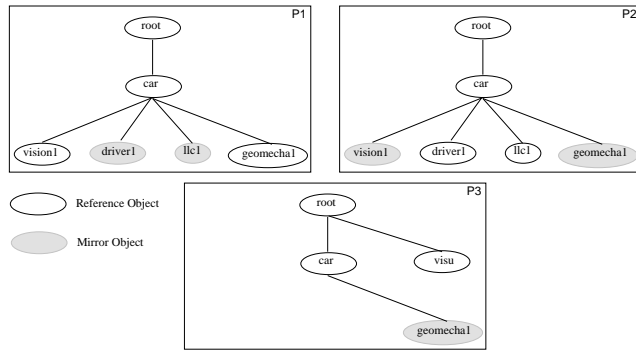 P1
root
car
vision1
driver1
llc1
geomecha1
P2
root
car
vision1
driver1
llc1
geomecha1
Reference Object
Mirror Object
P3
root
car
visu
geomecha1